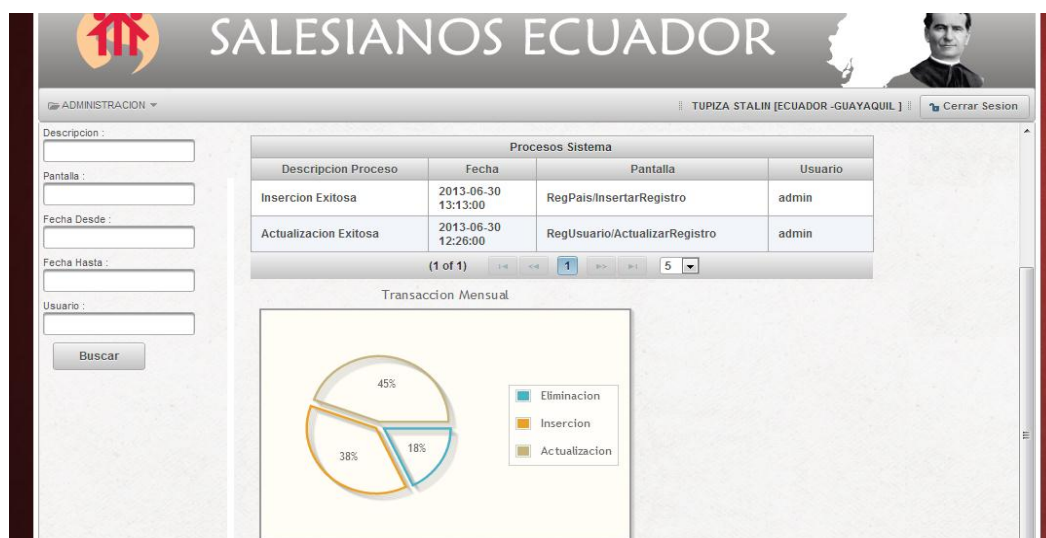 SALESIANOS ECUADOR
ADMINISTRACION
TUPIZA STALIN [ECUADOR -GUAYAQUIL ]
Cerrar Sesion
Descripcion :
Pantalla :
Fecha Desde :
Fecha Hasta :
Usuario :
Buscar
Procesos Sistema
Descripcion Proceso Fecha Pantalla Usuario
Insercion Exitosa 2013-06-30 13:13:00 RegPais/InsertarRegistro admin
Actualizacion Exitosa 2013-06-30 12:26:00 RegUsuario/ActualizarRegistro admin
(1 of 1) 1 5
Transaccion Mensual
45%
38%
18%
Eliminacion
Insercion
Actualizacion